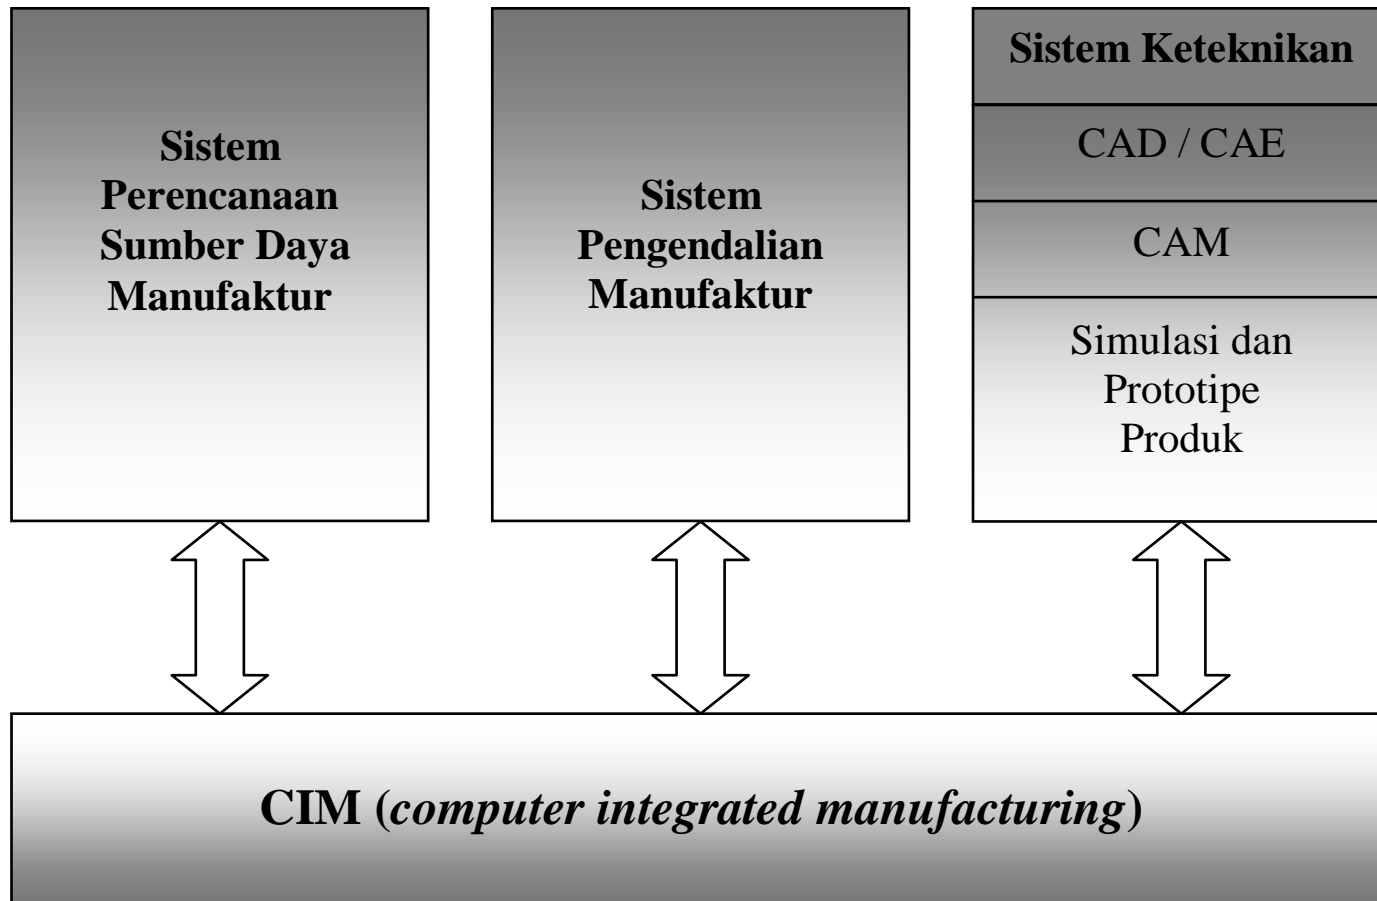 Sistem
Perencanaan
Sumber Daya
Manufaktur
Sistem
Pengendalian
Manufaktur
Sistem Keteknikan
CAD / CAE
CAM
Simulasi dan
Prototipe
Produk
CIM (computer integrated manufacturing)